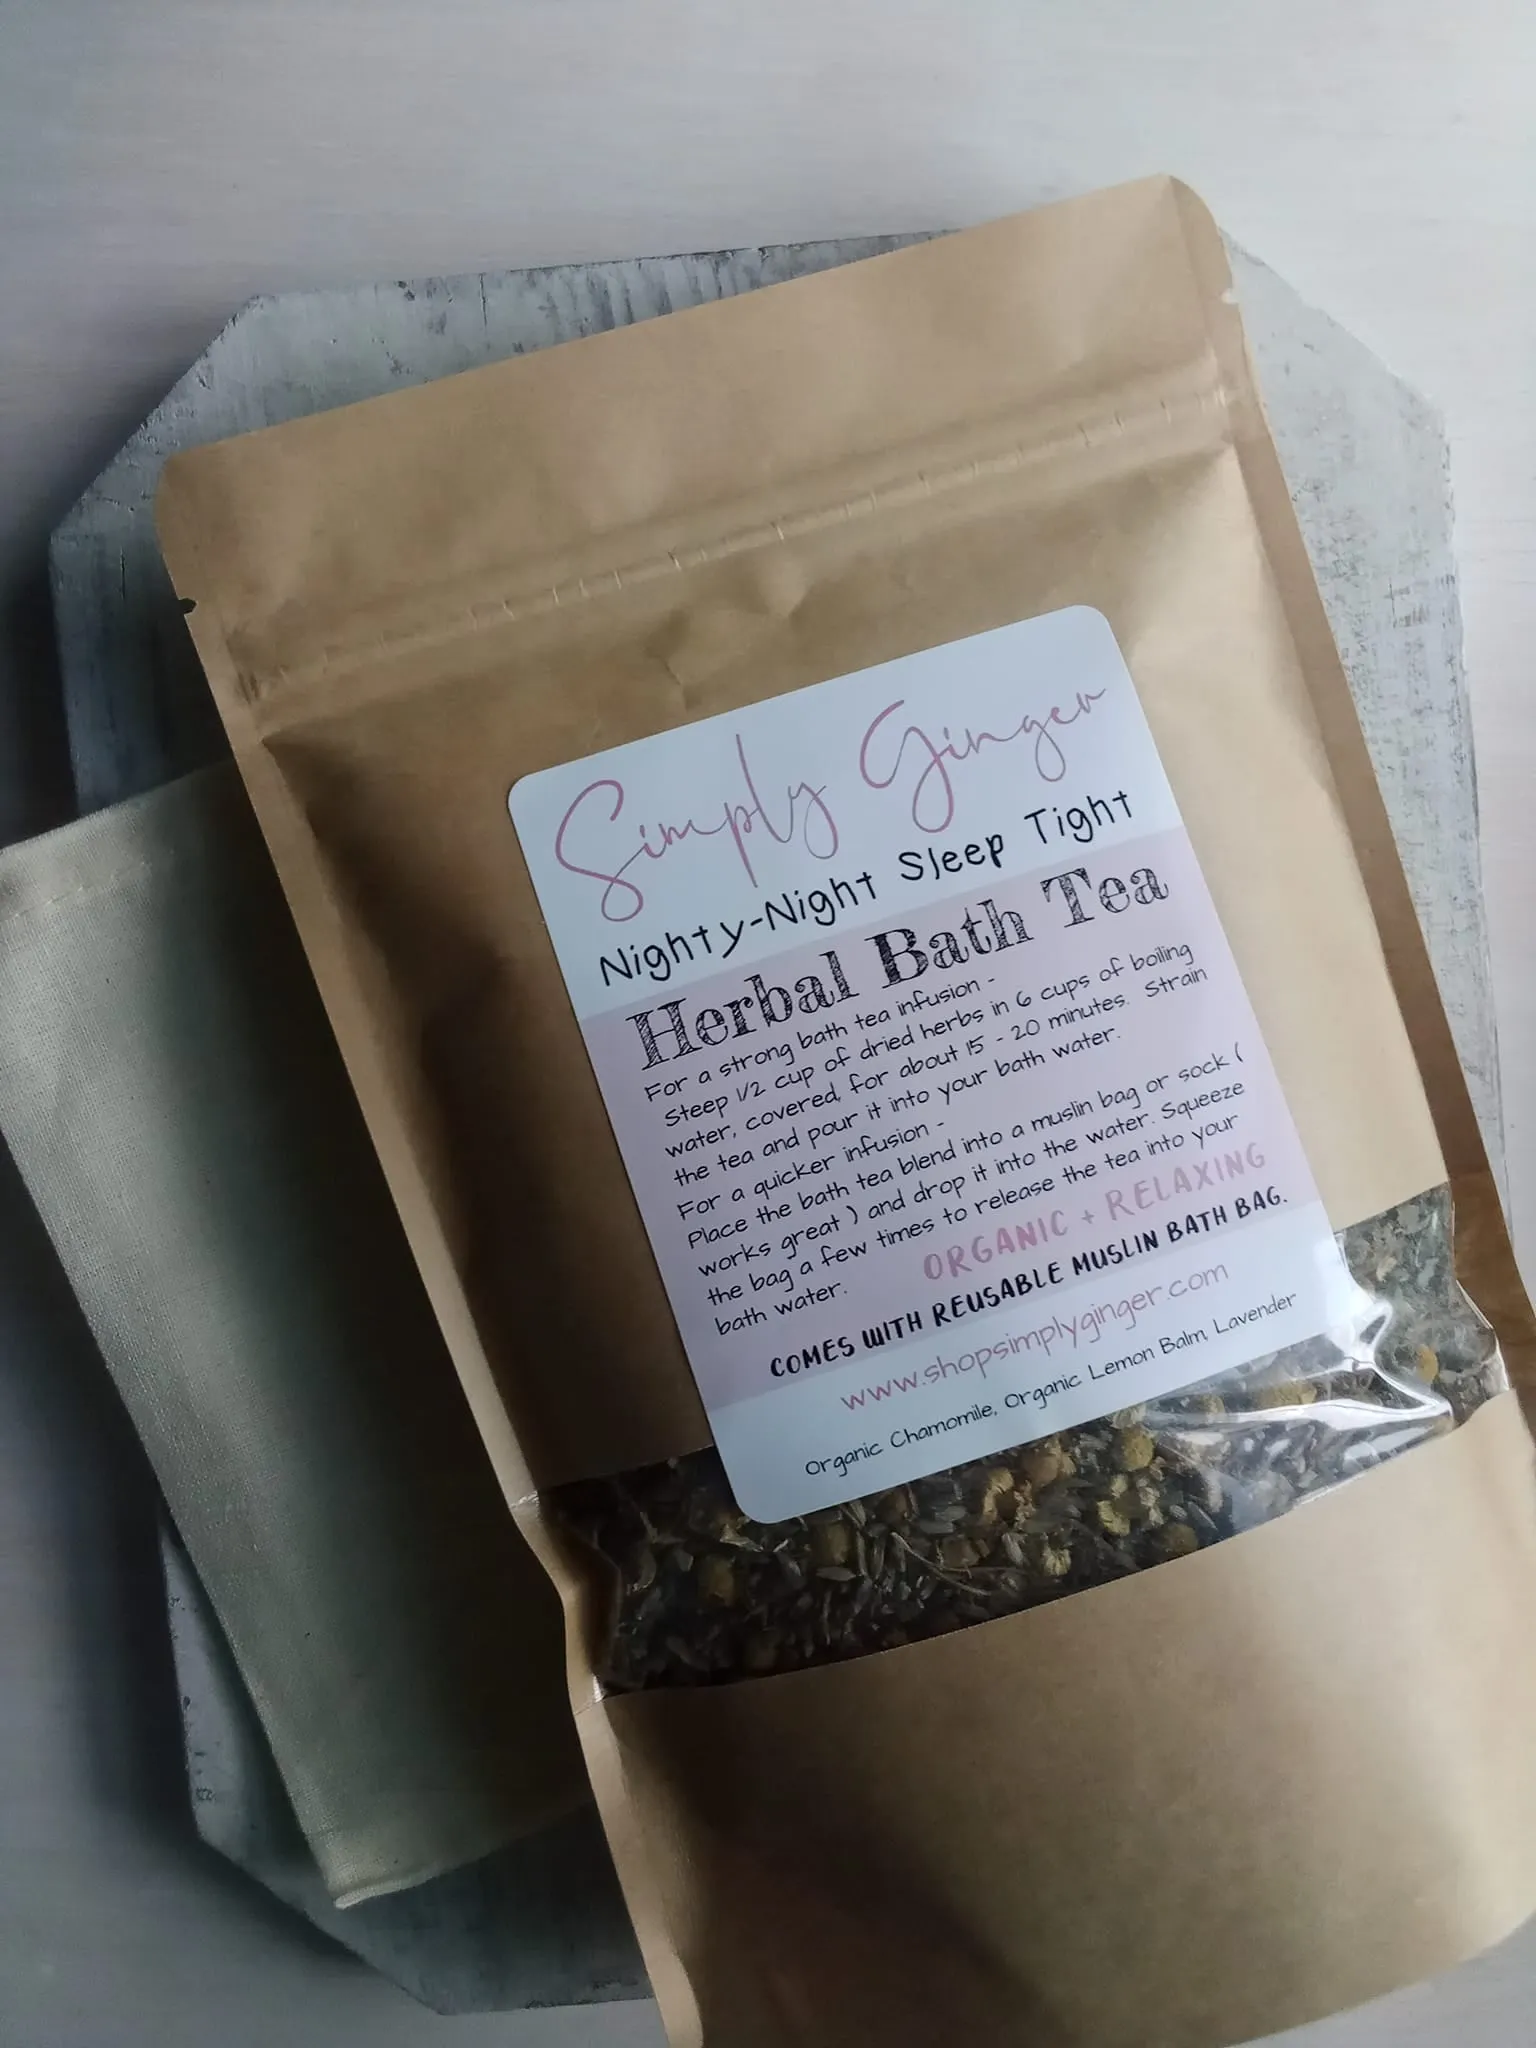 Simply Ginger
Nighty-Night Sleep Tight
Herbal Bath Tea
For a strong bath tea infusion -
Steep 1/2 cup of dried herbs in 6 cups of boiling
water, covered, for about 15 - 20 minutes. Strain
the tea and pour it into your bath water.
For a quicker infusion -
Place the bath tea blend into a muslin bag or sock (
works great ) and drop it into the water. Squeeze
the bag a few times to release the tea into your
bath water.
ORGANIC + RELAXING
COMES WITH REUSABLE MUSLIN BATH BAG.
www.shopsimplyginger.com
Organic Chamomile, Organic Lemon Balm, Lavender